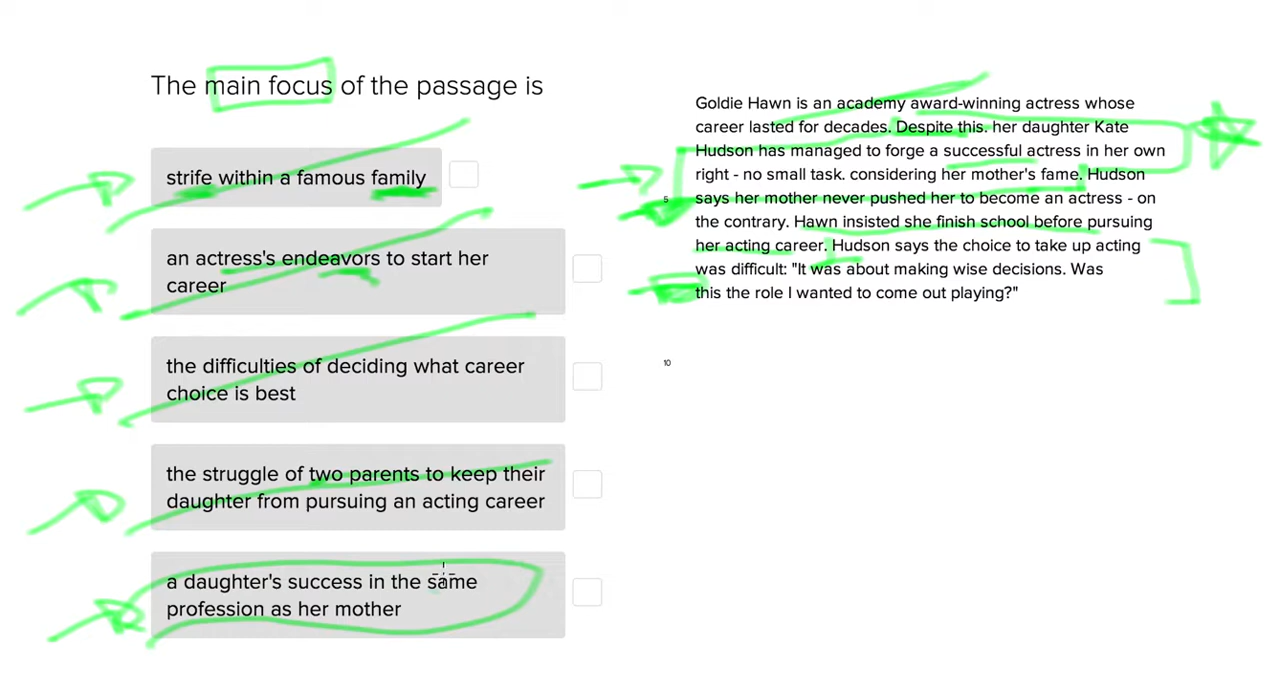 The main focus of the passage is
strife within a famous family
an actress's endeavors to start her
career
the difficulties of deciding what career
choice is best
the struggle of two parents to keep their
daughter from pursuing an acting career
a daughter's success in the same
profession as her mother
Goldie Hawn is an academy award-winning actress whose
career lasted for decades. Despite this. her daughter Kate
Hudson has managed to forge a successful actress in her own
right - no small task. considering her mother's fame. Hudson
5 says her mother never pushed her to become an actress - on
the contrary. Hawn insisted she finish school before pursuing
her acting career. Hudson says the choice to take up acting
was difficult: "It was about making wise decisions. Was
this the role I wanted to come out playing?"
10